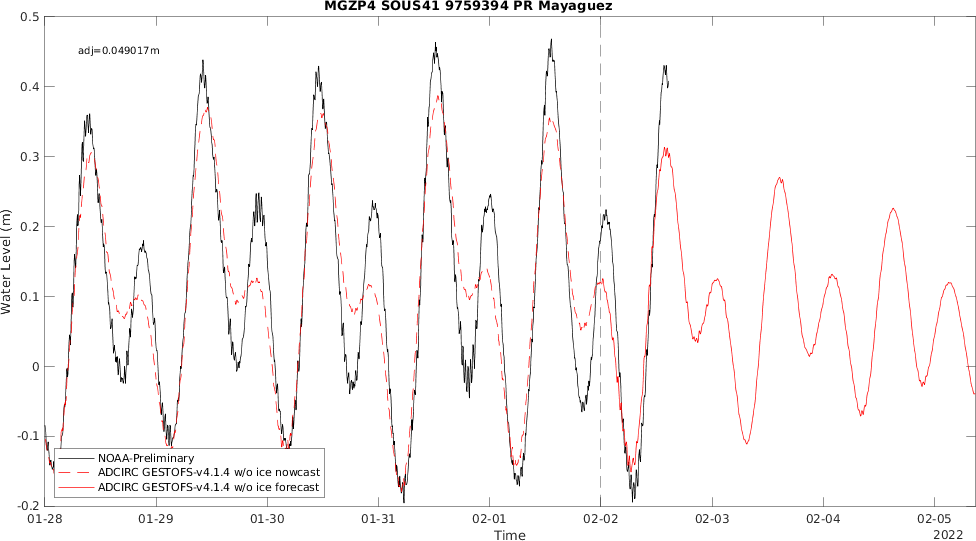 MGZP4 SOUS41 9759394 PR Mayaguez
adj=0.049017m
0.5
0.4
0.3
0.2
0.1
0
-0.1
-0.2
Water Level (m)
NOAA-Preliminary
ADCIRC GESTOFS-v4.1.4 w/o ice nowcast
ADCIRC GESTOFS-v4.1.4 w/o ice forecast
01-28 01-29 01-30 01-31 02-01 02-02 02-03 02-04 02-05
Time
2022